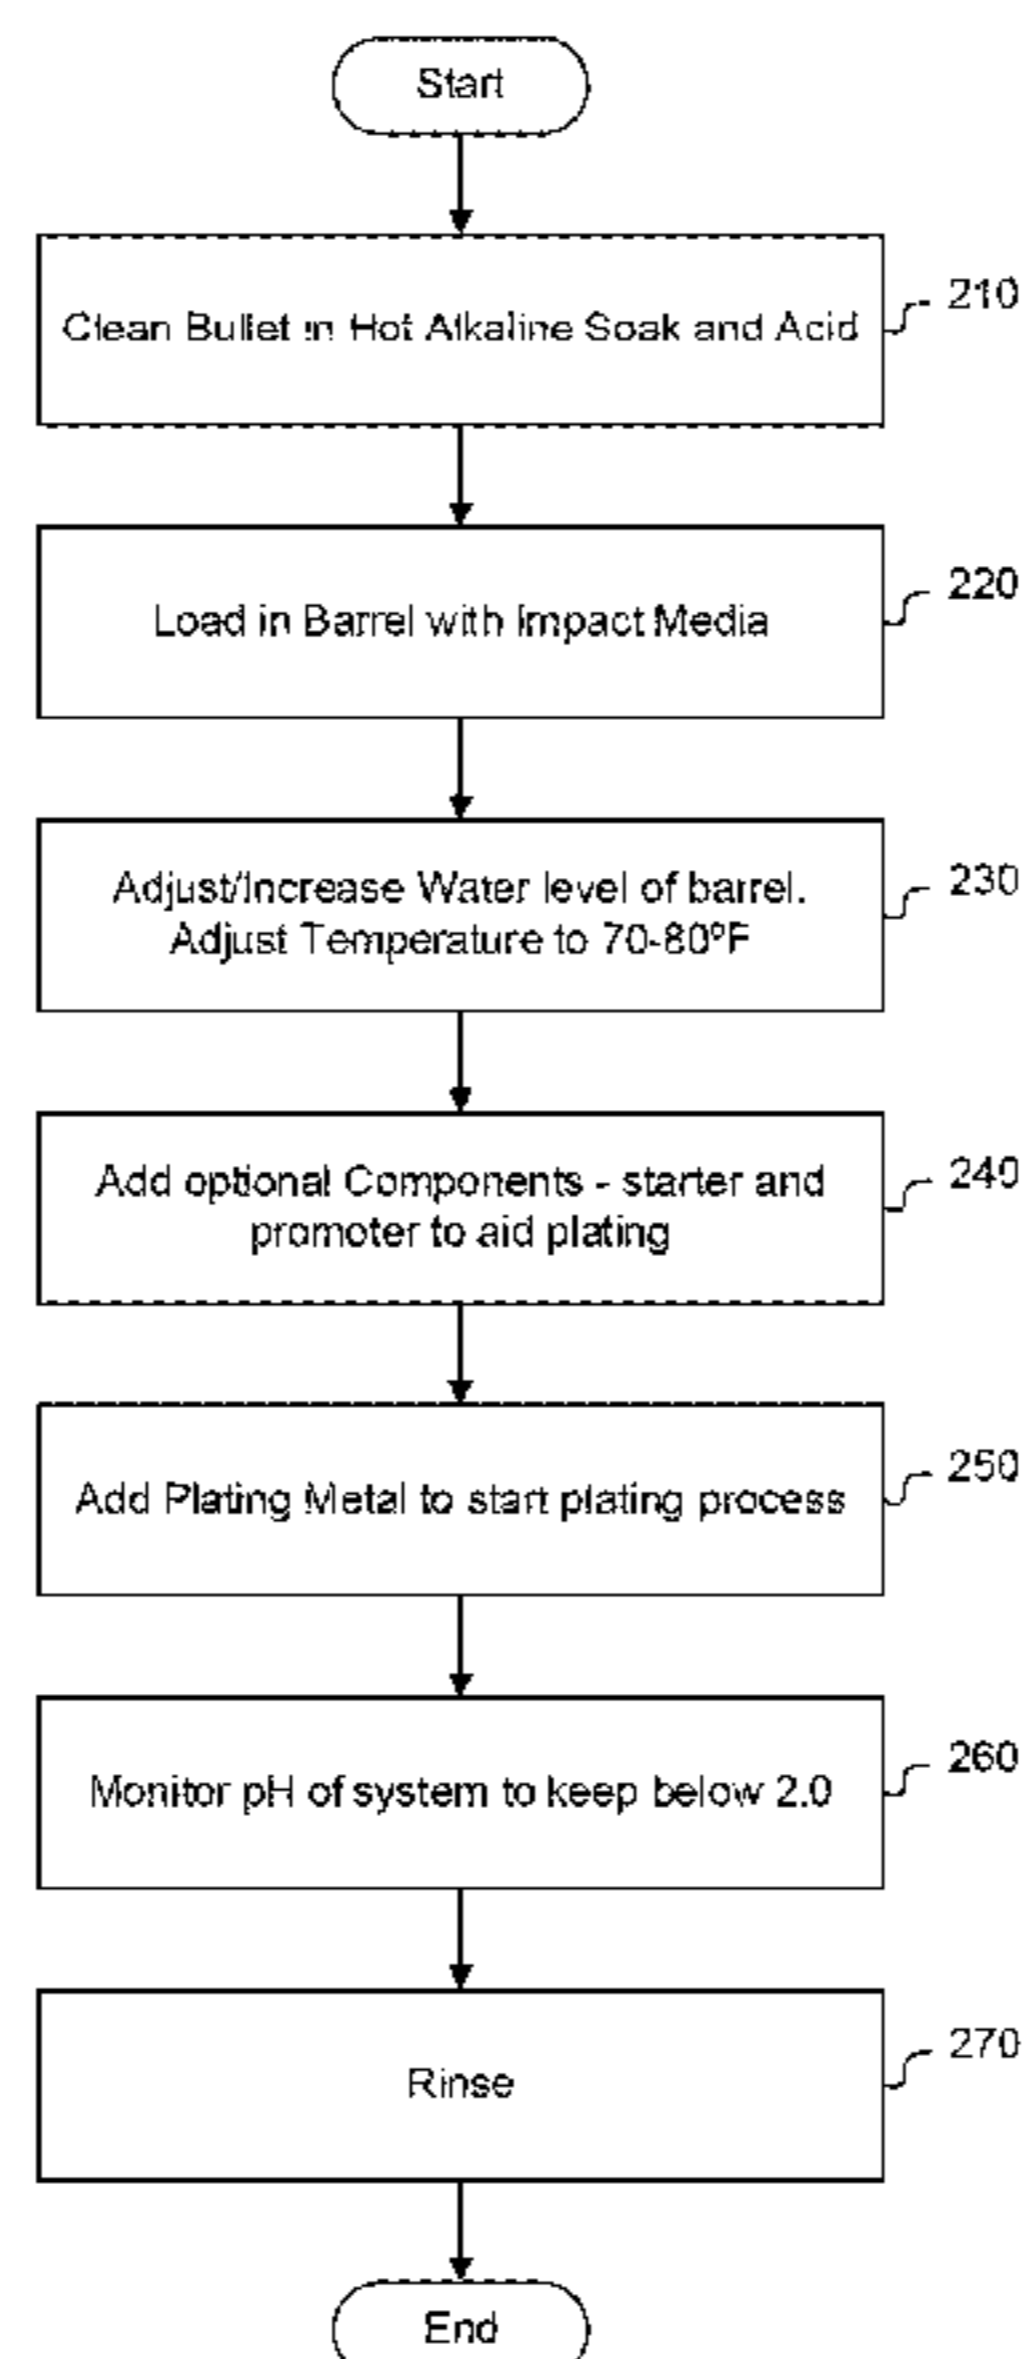 Start
Clean Bullet in Hot Alkaline Soak and Acid
210
Load in Barrel with Impact Media
220
Adjust/Increase Water level of barrel.
Adjust Temperature to 70-80ºF
230
Add optional Components - starter and
promoter to aid plating
240
Add Plating Metal to start plating process
250
Monitor pH of system to keep below 2.0
260
Rinse
270
End